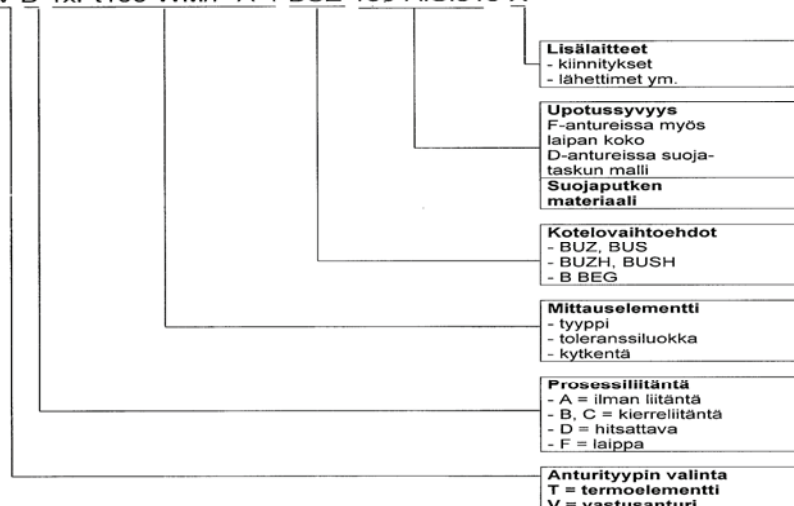 Lisälaitteet
- kiinnitykset
- lähettimet ym.
Upotussyvyys
F-antureissa myös
laipan koko
D-antureissa suoja-
taskun malli
Suojaputken
materiaali
Kotelovaihtoehdot
- BUZ, BUS
- BUZH, BUSH
- B BEG
Mittauselementti
- tyyppi
- toleranssiluokka
- kytkentä
Prosessiliitäntä
- A = ilman liitäntä
- B, C = kierreliitäntä
- D = hitsattava
- F = laippa
Anturityypin valinta
T = termoelementti
V = vastusanturi